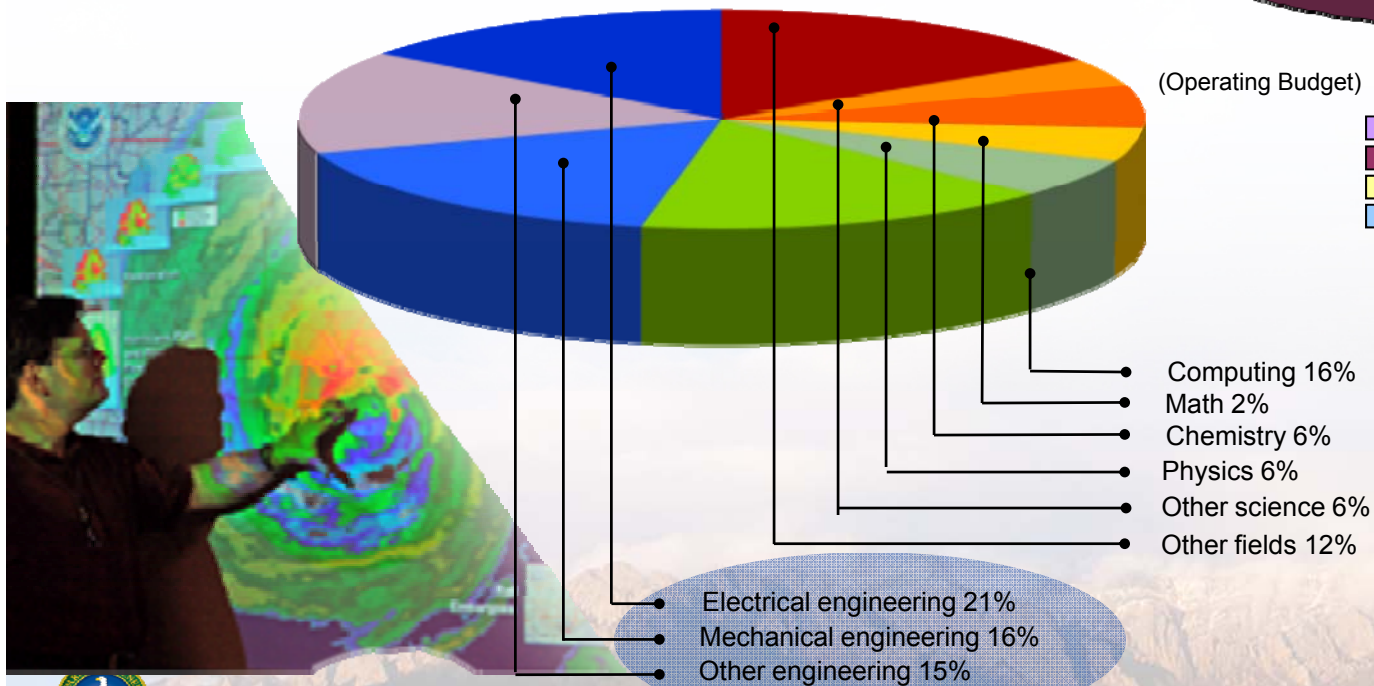 (Operating Budget)
Computing 16%
Math 2%
Chemistry 6%
Physics 6%
Other science 6%
Other fields 12%
Electrical engineering 21%
Mechanical engineering 16%
Other engineering 15%